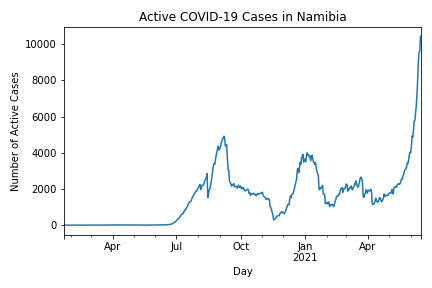 Active COVID-19 Cases in Namibia
Number of Active Cases
10000
8000
6000
4000
2000
0
Apr
Jul
Oct
Jan
2021
Apr
Day